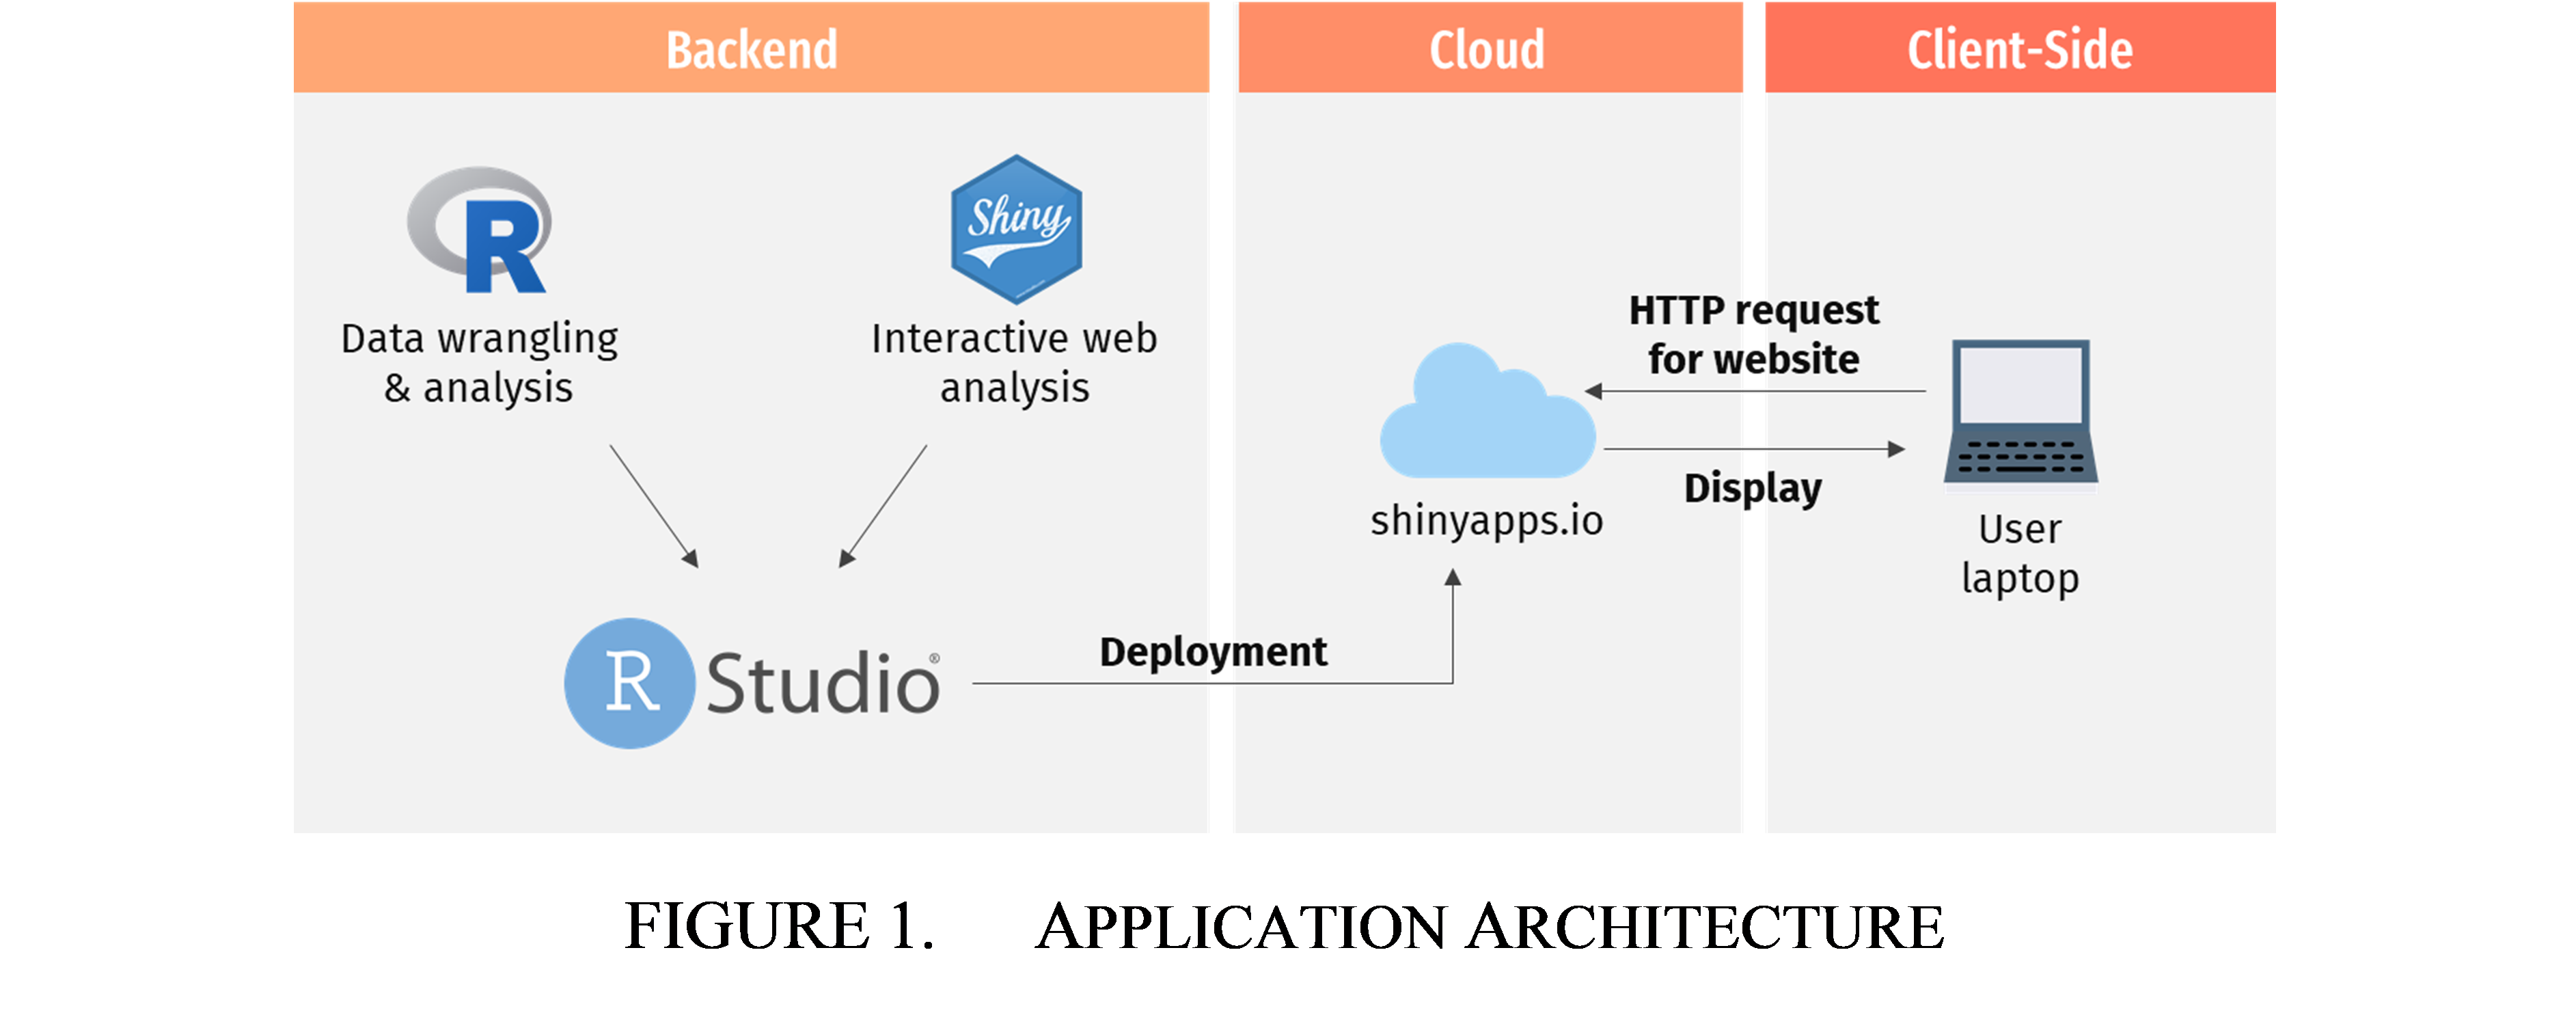 Backend
Cloud
Client-Side
R
Shiny
Data wrangling
& analysis
Interactive web
analysis
HTTP request
for website
Display
shinyapps.io
User
laptop
R Studio®
Deployment
FIGURE 1. APPLICATION ARCHITECTURE